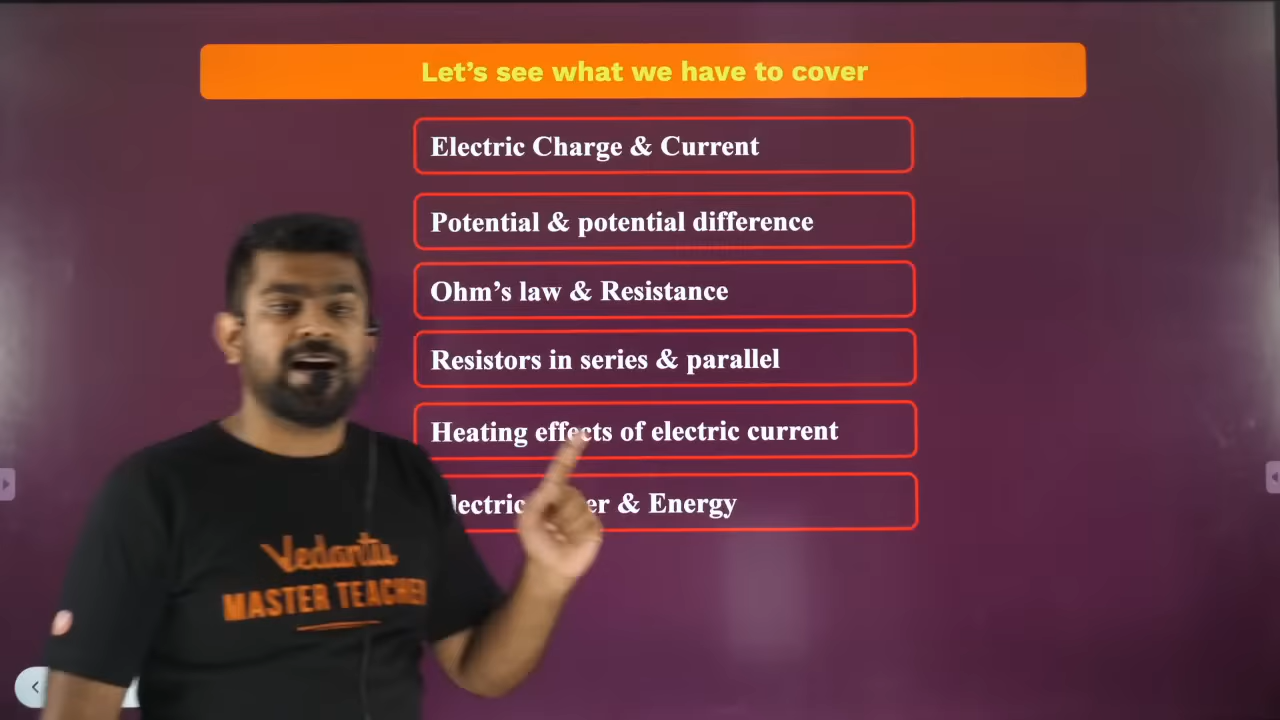 Let's see what we have to cover
Electric Charge & Current
Potential & potential difference
Ohm's law & Resistance
Resistors in series & parallel
Heating effects of electric current
& Energy
Vedantu
MASTER TEACHER